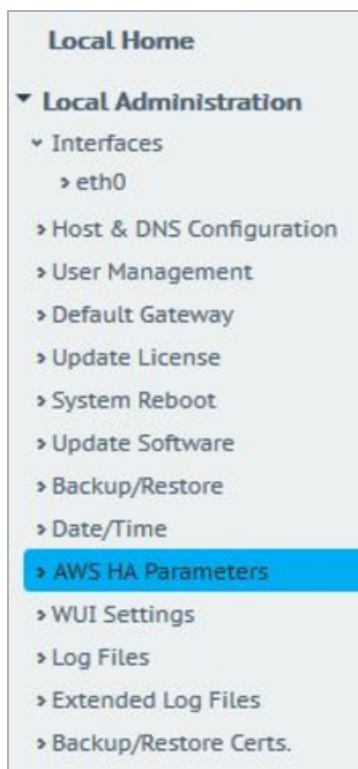 Local Home
Local Administration
Interfaces
eth0
Host & DNS Configuration
User Management
Default Gateway
Update License
System Reboot
Update Software
Backup/Restore
Date/Time
AWS HA Parameters
WUI Settings
Log Files
Extended Log Files
Backup/Restore Certs.